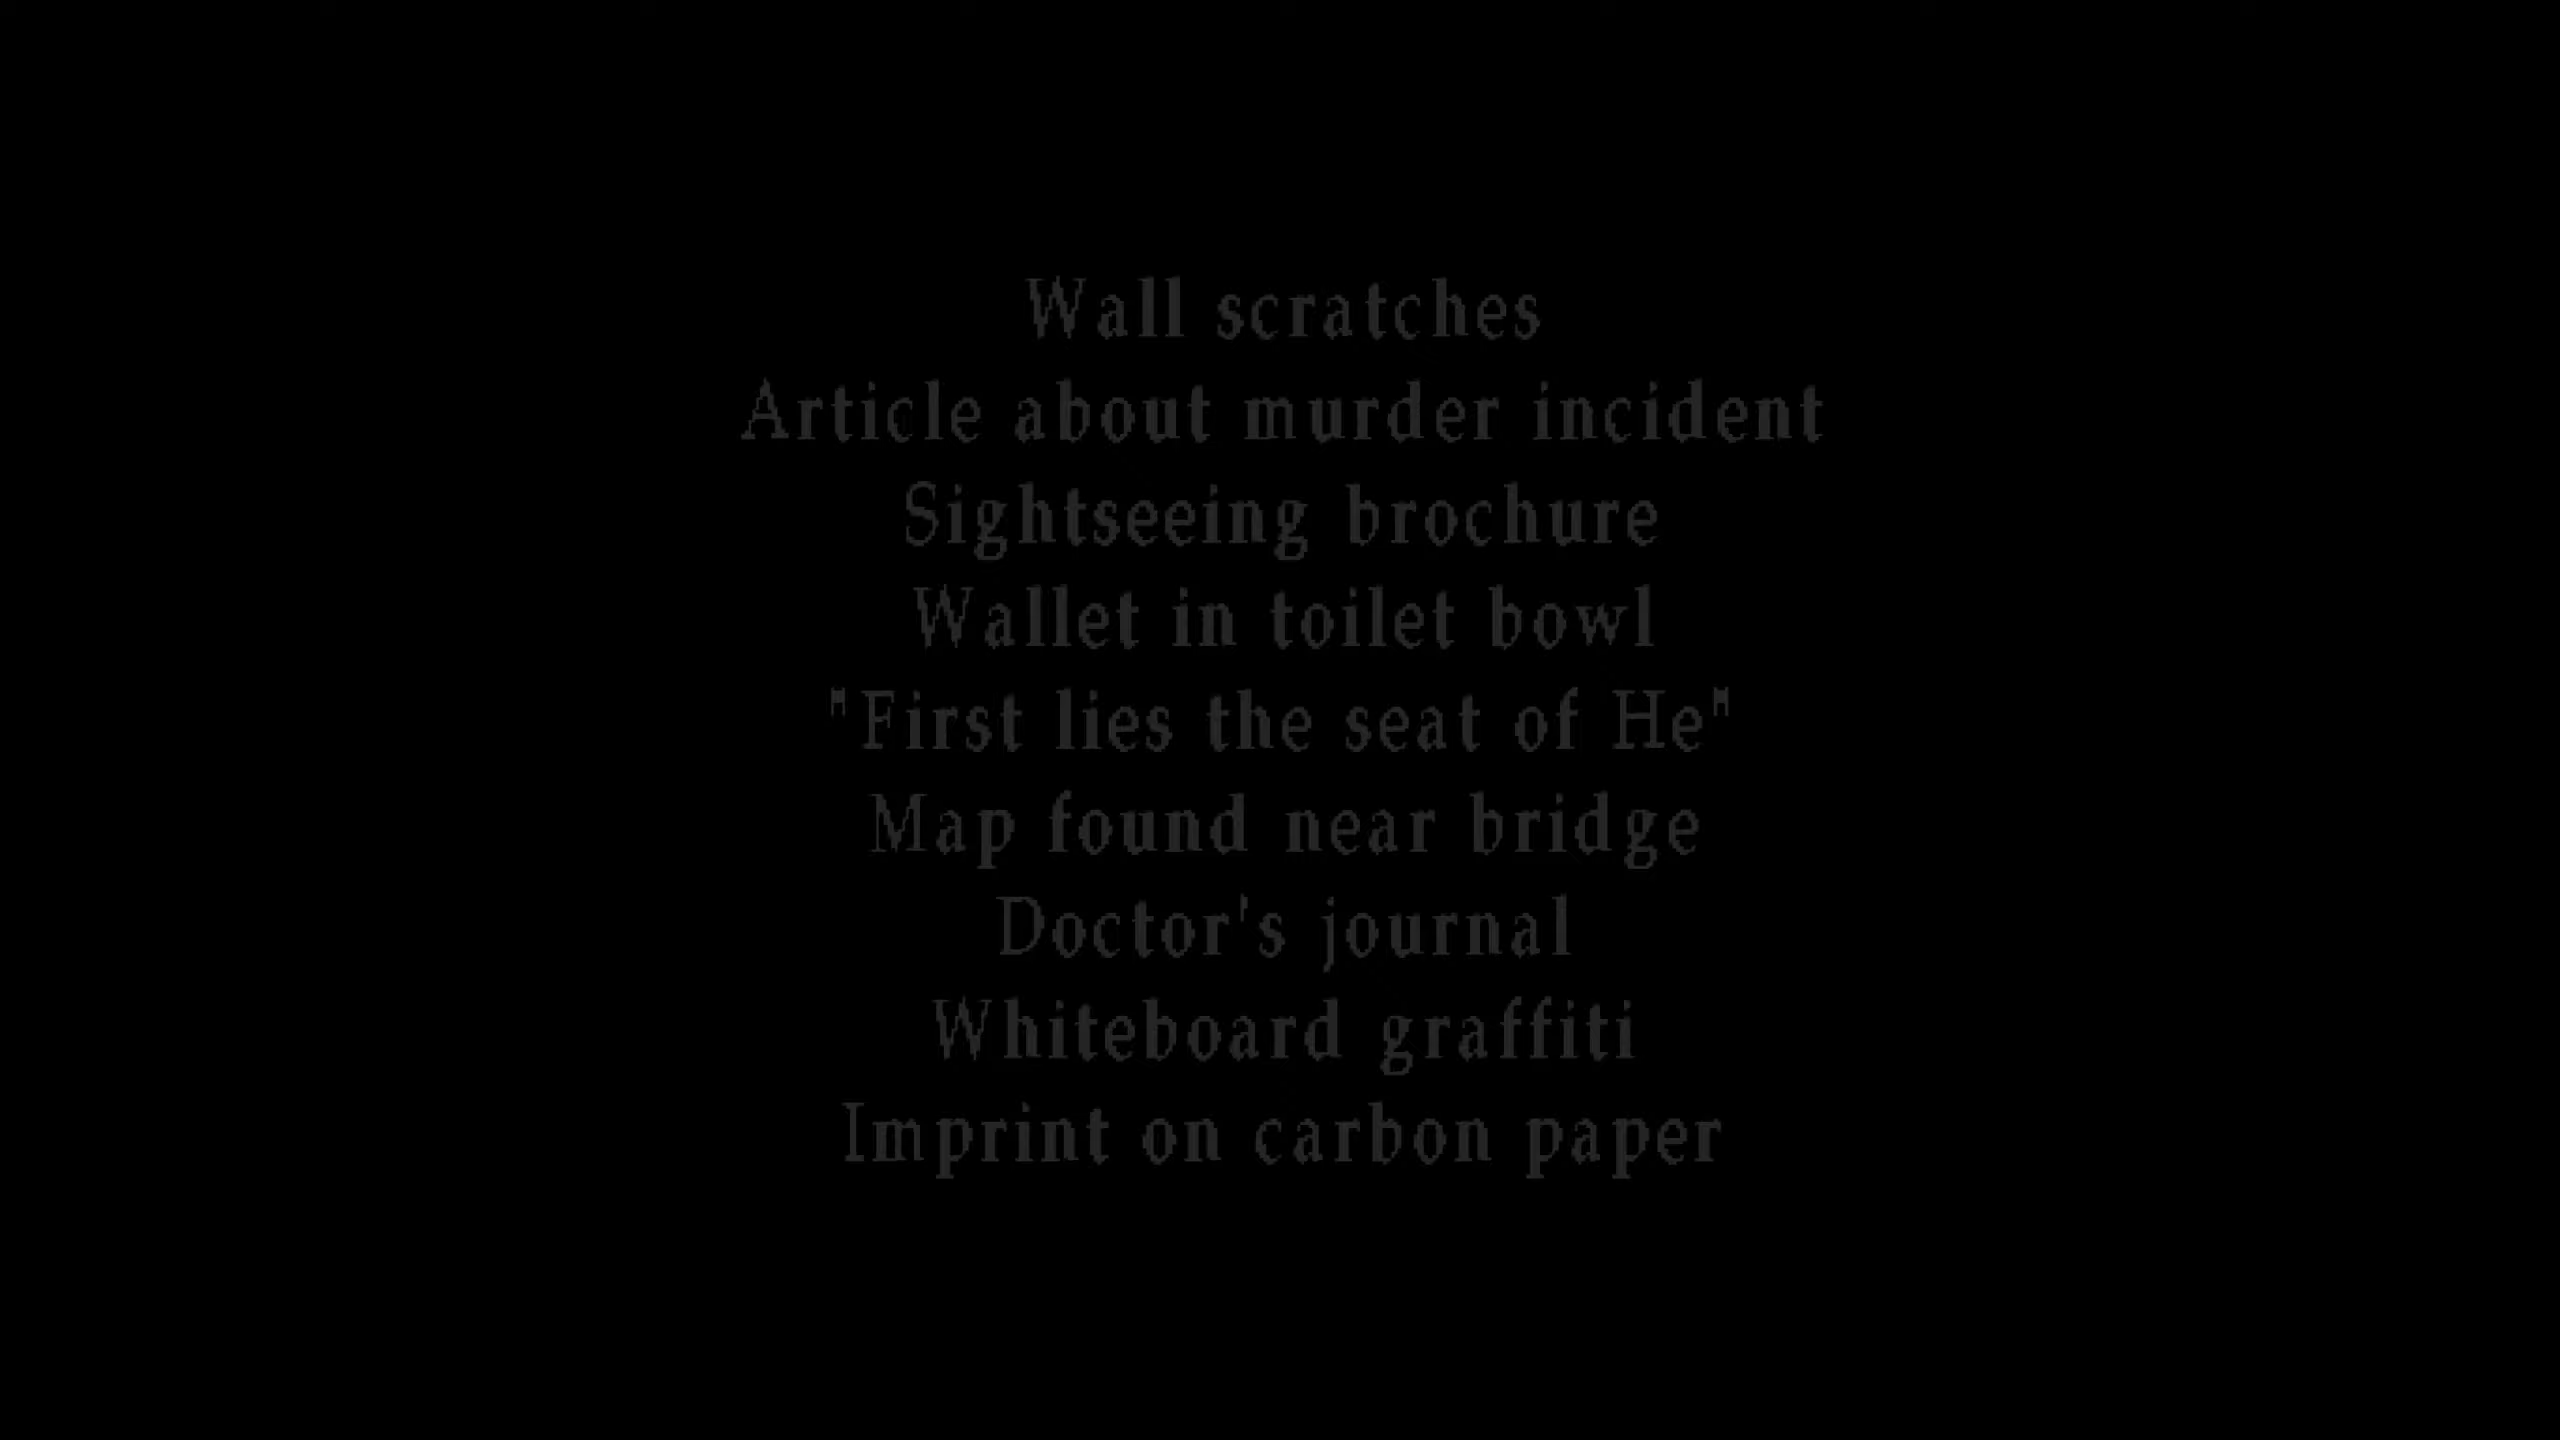 Wall scratches
Article about murder incident
Sightseeing brochure
Wallet in toilet bowl
"First lies the seat of He"
Map found near bridge
Doctor's journal
Whiteboard graffiti
Imprint on carbon paper